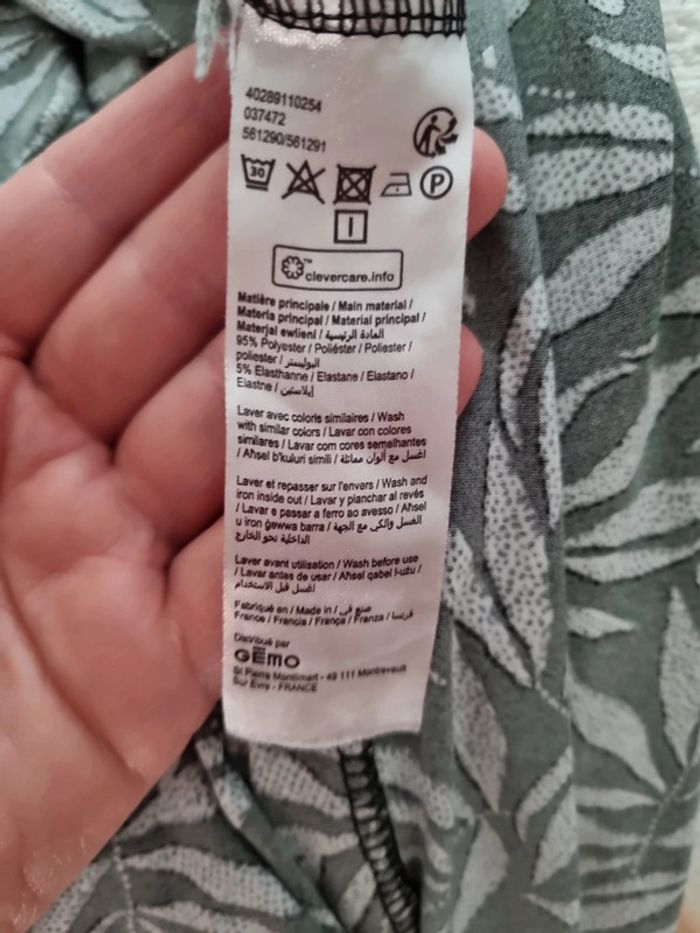 40289110254
037472
561290/561291
30
P
I
clevercare.info
Matière principale / Main material /
Materia principal / Material principal /
Materjal ewlieni / المادة الرئيسية
95% Polyester / Poliéster / Poliester /
poliester / البوليستر
5% Elasthanne / Elastane / Elastano /
Elastne / إيلاستين
Laver avec coloris similaires / Wash
with similar colors / Lavar con colores
similares / Lavar com cores semelhantes
/ Aħsel b'kuluri simili / اغسل مع ألوان مماثلة
Laver et repasser sur l'envers / Wash and
iron inside out / Lavar y planchar al revés
/ Lavar e passar a ferro ao avesso / Aħsel
u iron ġewwa barra / الغسل والكي مع الجهة
الداخلية نحو الخارج
Laver avant utilisation / Wash before use
/ Lavar antes de usar / Aħsel qabel l-użu /
اغسل قبل الاستخدام
Fabriqué en / Made in / صنع في
France / Francia / França / Franza / فرنسا
Distribué par
GĒMO
St Pierre Montlimart - 49 111 Montrevault
Sur Evre - FRANCE